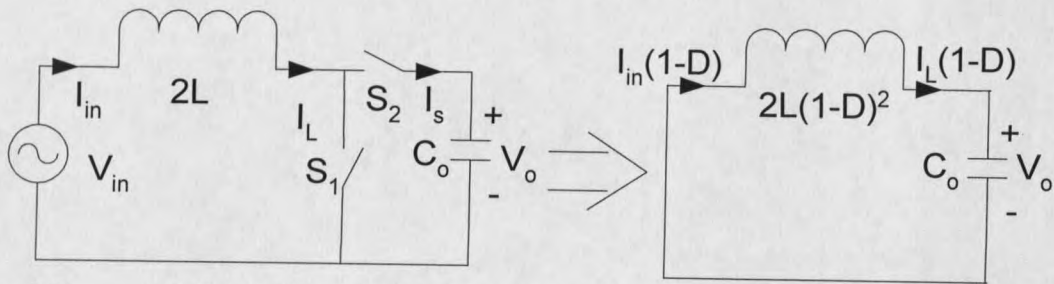 I_in
2L
I_L
S_2
I_s
+
V_in
S_1
C_o
V_o
-
I_in(1-D)
2L(1-D)^2
I_L(1-D)
+
C_o
V_o
-